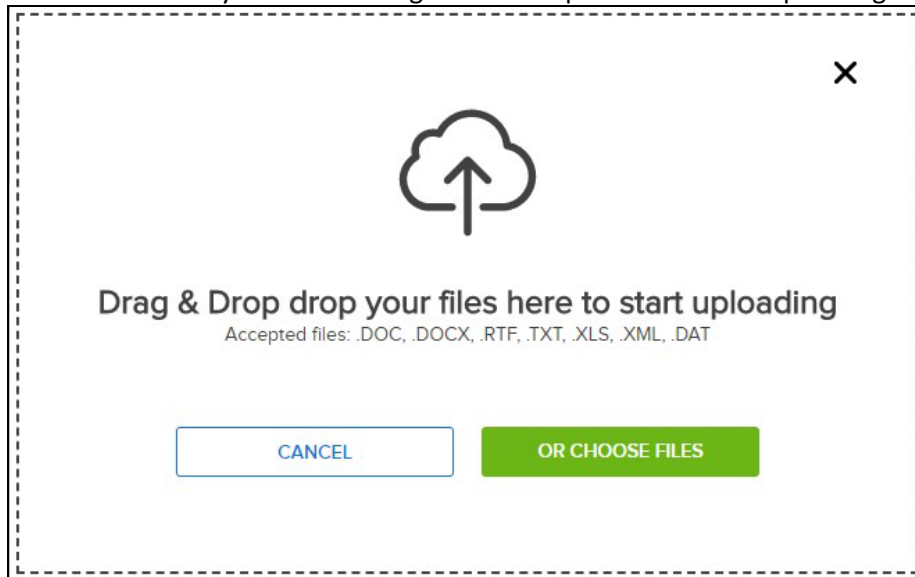 Drag & Drop drop your files here to start uploading
Accepted files: .DOC, .DOCX, .RTF, .TXT, .XLS, .XML, .DAT
CANCEL
OR CHOOSE FILES